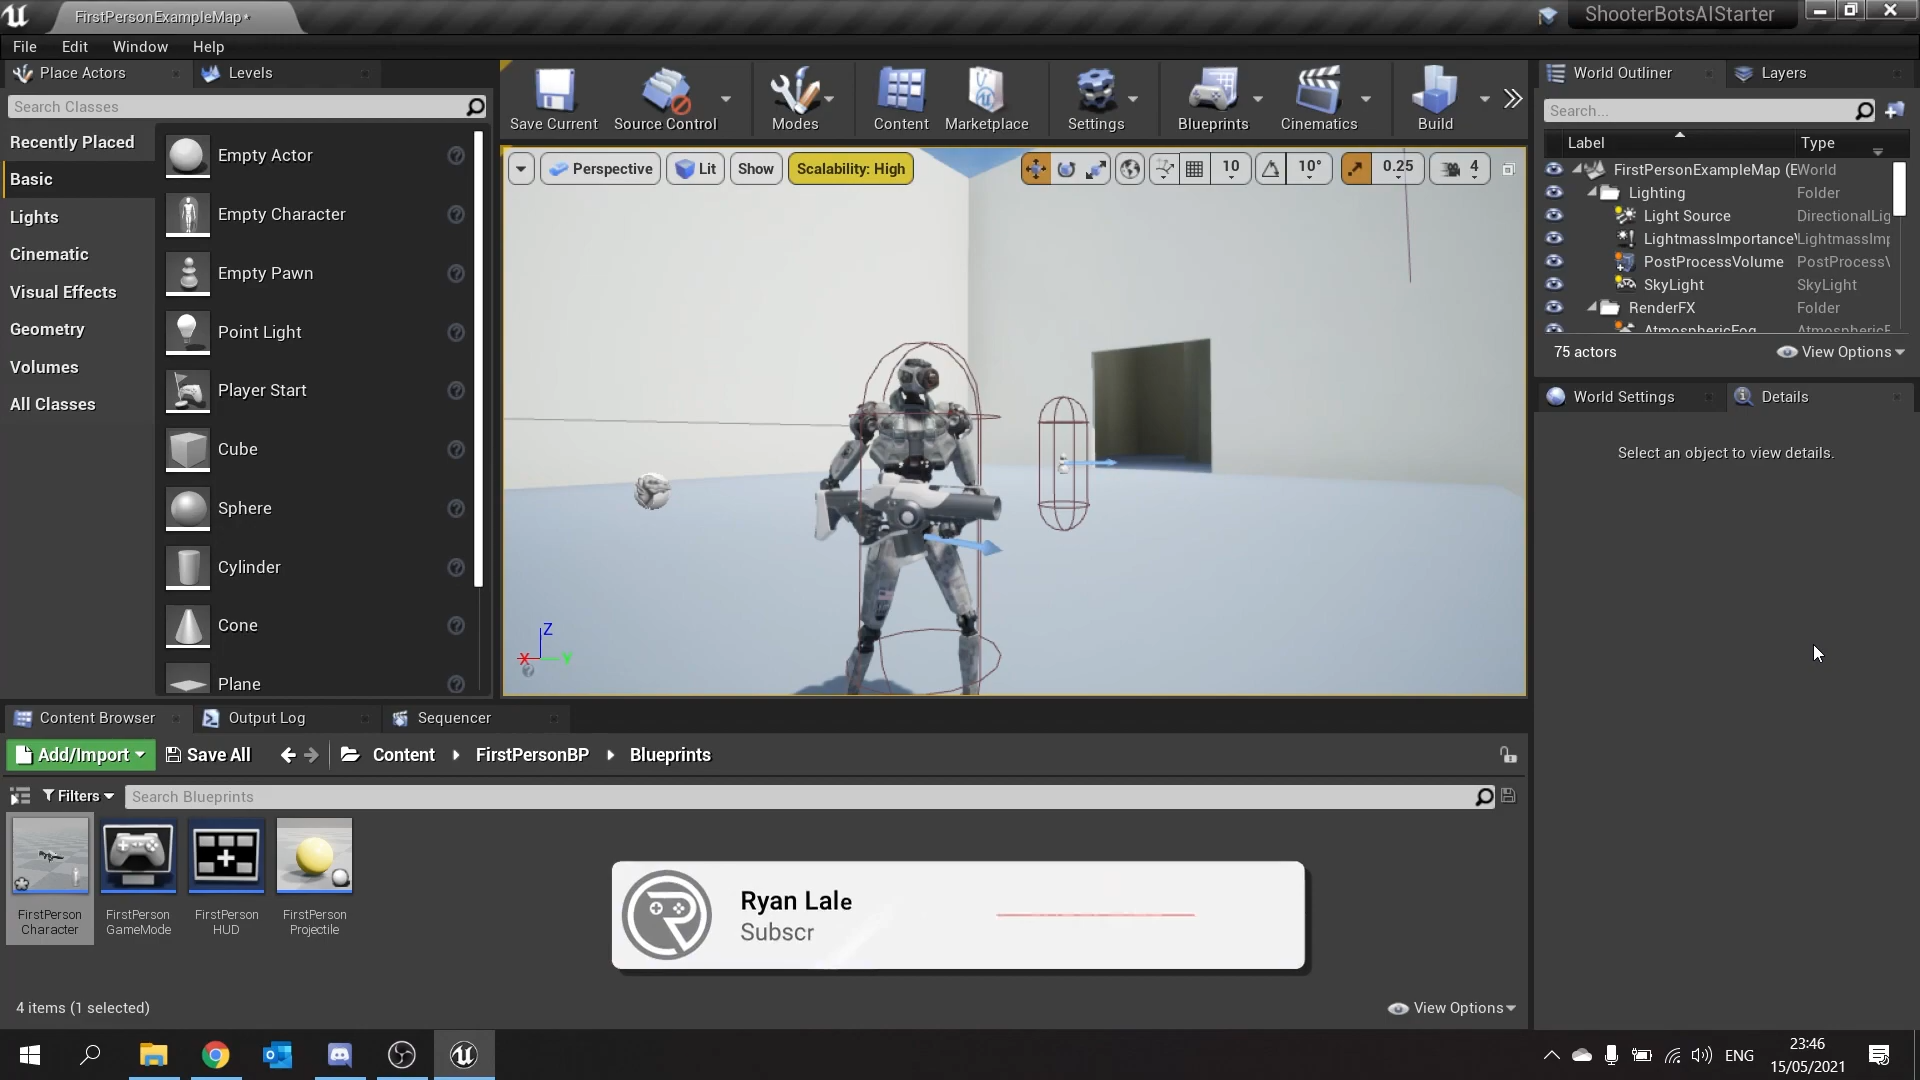 FirstPersonExampleMap*
ShooterBotsAIStarter
File Edit Window Help
Place Actors
Levels
Search Classes
Recently Placed
Basic
Lights
Cinematic
Visual Effects
Geometry
Volumes
All Classes
Empty Actor
Empty Character
Empty Pawn
Point Light
Player Start
Cube
Sphere
Cylinder
Cone
Plane
Save Current
Source Control
Modes
Content
Marketplace
Settings
Blueprints
Cinematics
Build
Perspective
Lit
Show
Scalability: High
10
10°
0.25
4
Z
X
Y
World Outliner
Layers
Search...
Label
Type
FirstPersonExampleMap (E World
Lighting Folder
Light Source DirectionalLig
LightmassImportance LightmassImp
PostProcessVolume PostProcessV
SkyLight SkyLight
RenderFX Folder
AtmosphericFog AtmosphericF
75 actors
View Options
World Settings
Details
Select an object to view details.
Content Browser
Output Log
Sequencer
Add/Import
Save All
Content
FirstPersonBP
Blueprints
Filters
Search Blueprints
FirstPerson
Character
FirstPerson
GameMode
FirstPerson
HUD
FirstPerson
Projectile
Ryan Lale
Subscr
4 items (1 selected)
View Options
ENG
23:46
15/05/2021